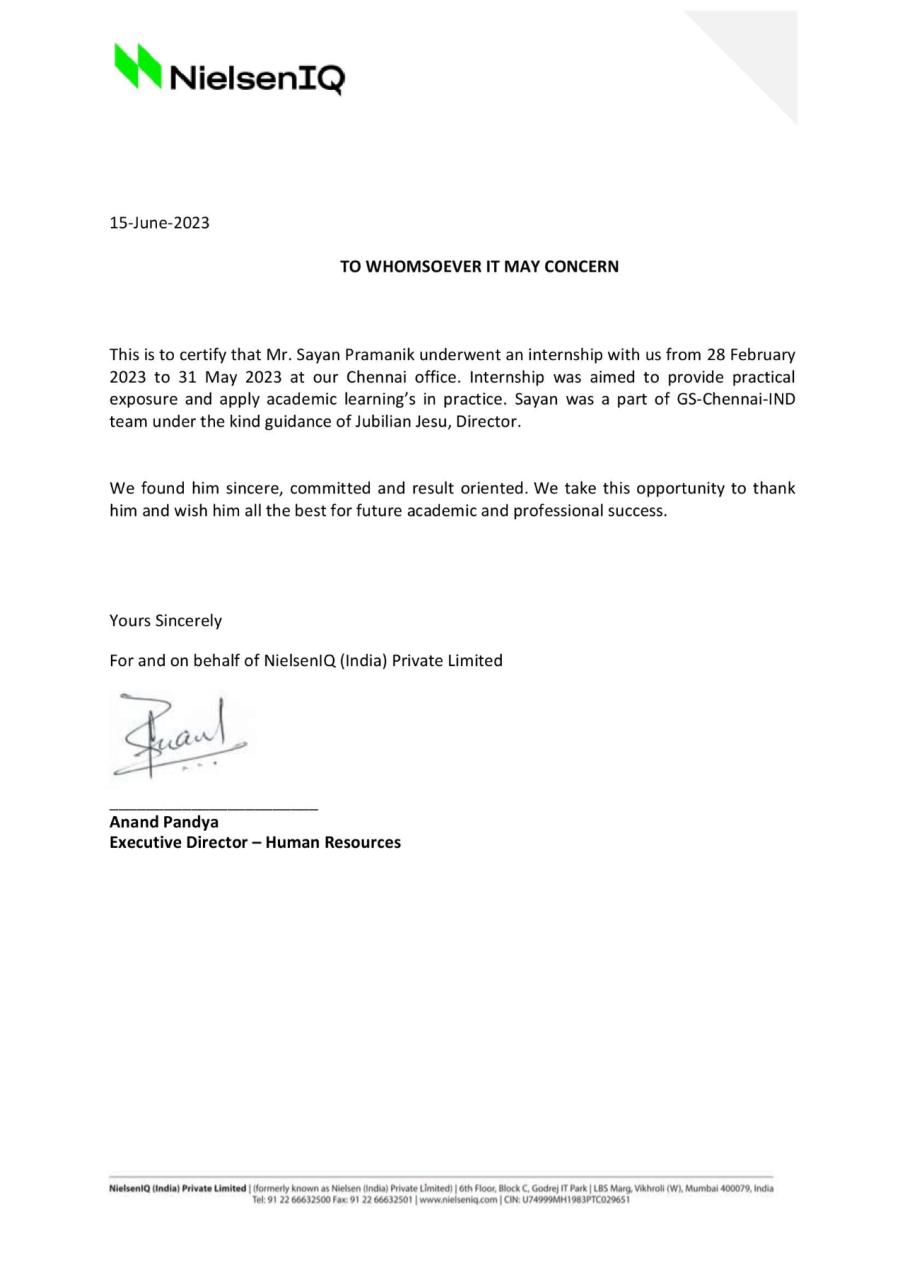 NielsenIQ
15-June-2023
TO WHOMSOEVER IT MAY CONCERN
This is to certify that Mr. Sayan Pramanik underwent an internship with us from 28 February
2023 to 31 May 2023 at our Chennai office. Internship was aimed to provide practical
exposure and apply academic learning’s in practice. Sayan was a part of GS-Chennai-IND
team under the kind guidance of Jubilian Jesu, Director.
We found him sincere, committed and result oriented. We take this opportunity to thank
him and wish him all the best for future academic and professional success.
Yours Sincerely
For and on behalf of NielsenIQ (India) Private Limited
Anand Pandya
Executive Director – Human Resources
NielsenIQ (India) Private Limited | (formerly known as Nielsen (India) Private Limited) | 6th Floor, Block C, Godrej IT Park | LBS Marg, Vikhroli (W), Mumbai 400079, India
Tel: 91 22 66632500 Fax: 91 22 66632501 | www.nielseniq.com | CIN: U74999MH1983PTC029651